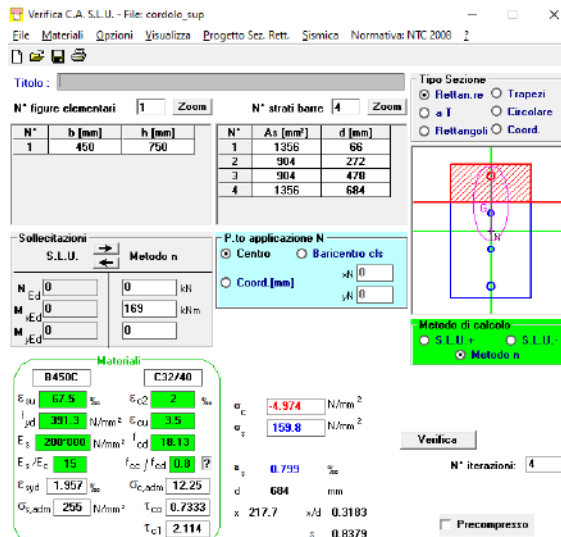 Verifica C.A. S.L.U. - File: cordolo_sup
File Materiali Opzioni Visualizza Progetto Sez. Rett. Sismica Normativa: NTC 2008 ?
Titolo :
N° figure elementari 1 Zoom N° strati barre 4 Zoom
N° b [mm] h [mm]
1 450 750
N° As [mm²] d [mm]
1 1356 66
2 904 272
3 904 478
4 1356 684
Tipo Sezione
Rettan.re Trapezi
a T Circolare
Rettangoli Coord.
G
N
Sollecitazioni
S.L.U. Metodo n
N Ed 0 0 kN
M xEd 0 169 kNm
M yEd 0 0
P.to applicazione N
Centro Baricentro cls
Coord.[mm] xN 0
yN 0
Metodo di calcolo
S.L.U.+ S.L.U.-
Metodo n
Materiali
B450C C32/40
εsu 67.5 ‰ εc2 2 ‰
fyd 391.3 N/mm² εcu 3.5
Es 200'000 N/mm² fcd 18.13
Es/Ec 15 fcc/fcd 0.8 ?
εsyd 1.957 ‰ σc,adm 12.25
σs,adm 255 N/mm² τco 0.7333
τc1 2.114
σc -4.974 N/mm²
σs 159.8 N/mm²
εs 0.799 ‰
d 684 mm
x 217.7 x/d 0.3183
0.8379
Verifica
N° iterazioni: 4
Precompresso